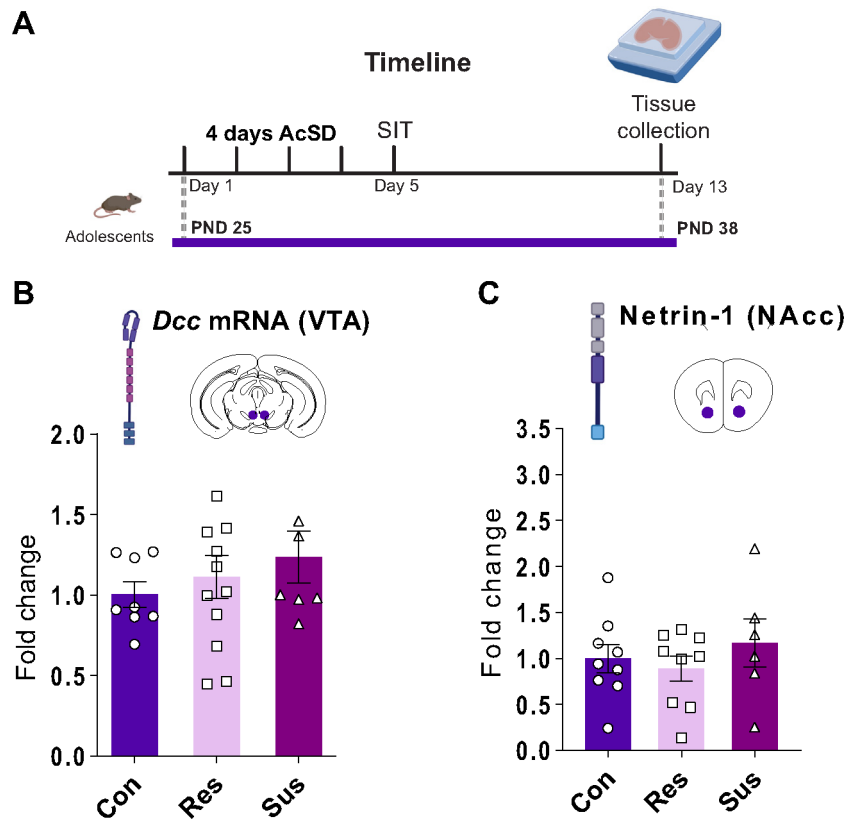 A
Timeline
Tissue
collection
4 days AcSD
SIT
Day 1
Day 5
Day 13
Adolescents
PND 25
PND 38
B
Dcc mRNA (VTA)
2.0
1.5
1.0
0.5
0.0
Fold change
Con
Res
Sus
C
Netrin-1 (NAcc)
3.5
3.0
2.5
2.0
1.5
1.0
0.5
0.0
Fold change
Con
Res
Sus